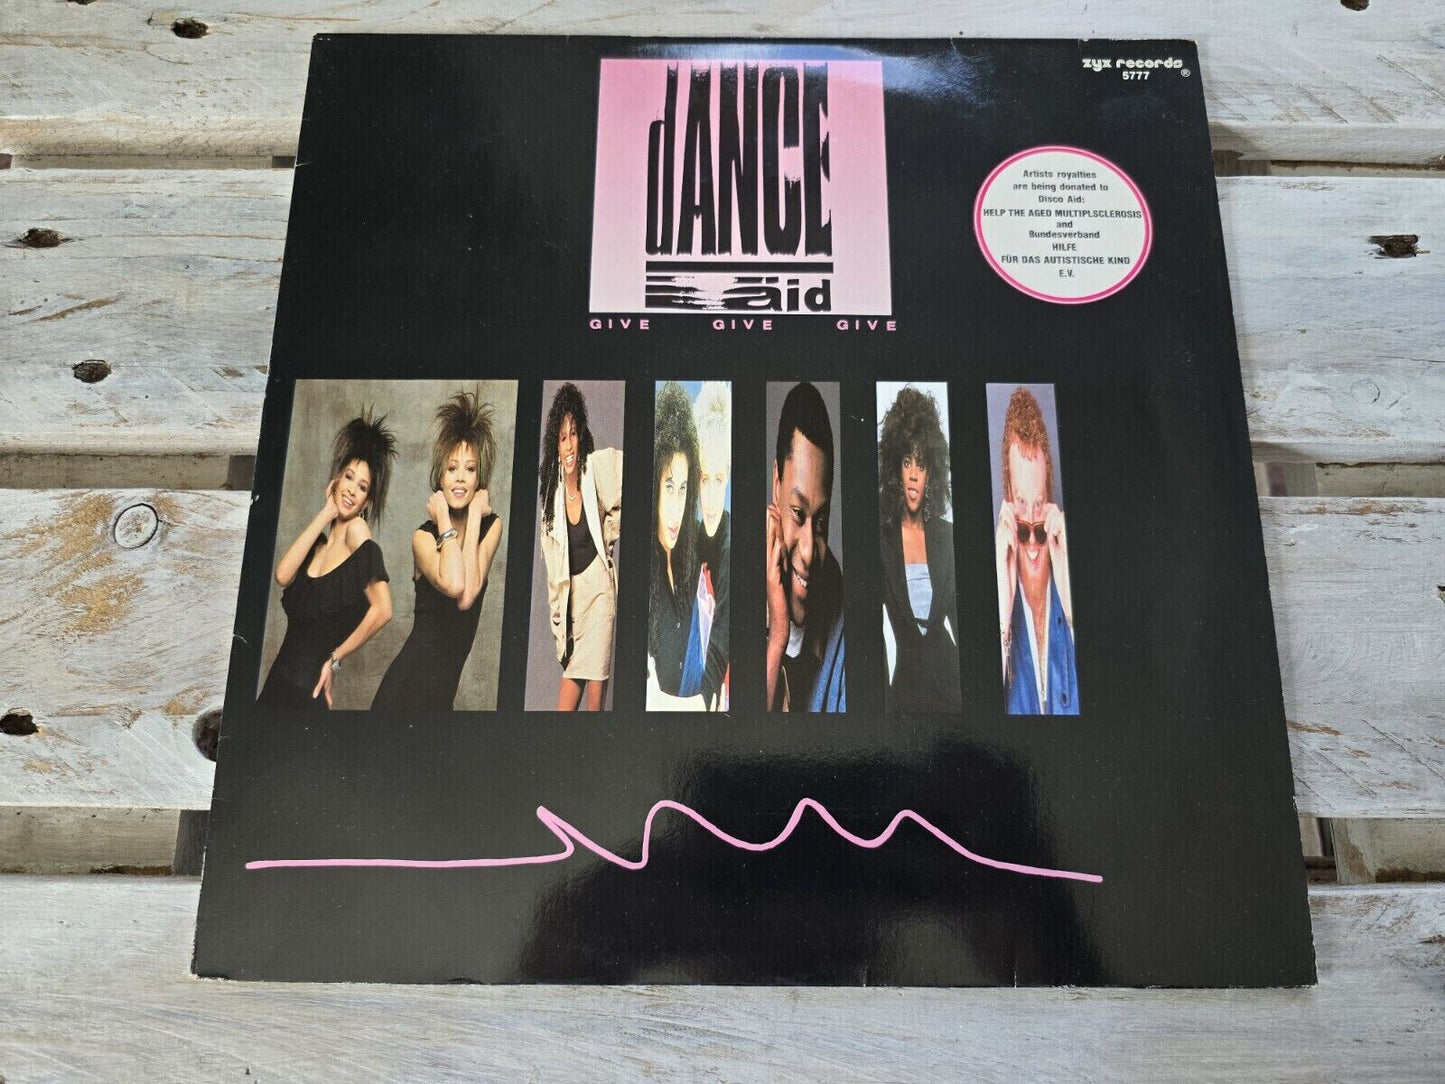 dANCE
aid
GIVE GIVE GIVE
zyx records
5777 ®
Artists royalties
are being donated to
Disco Aid:
HELP THE AGED MULTIPLSCLEROSIS
and
Bundesverband
HILFE
FÜR DAS AUTISTISCHE KIND
E.V.